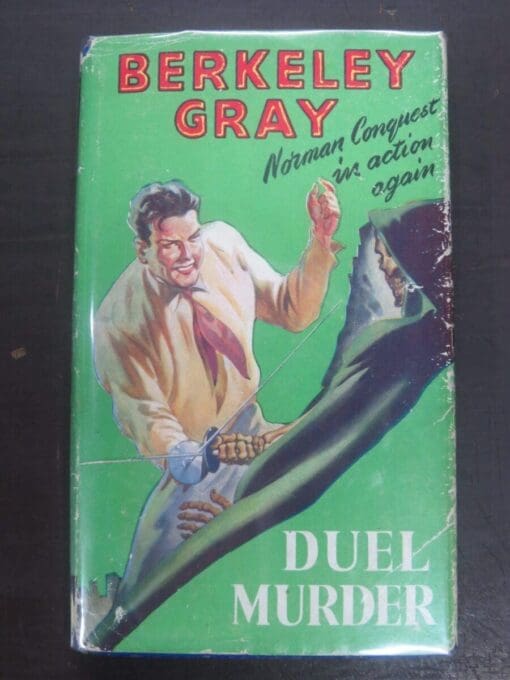 BERKELEY
GRAY
Norman Conquest
in action
again
DUEL
MURDER